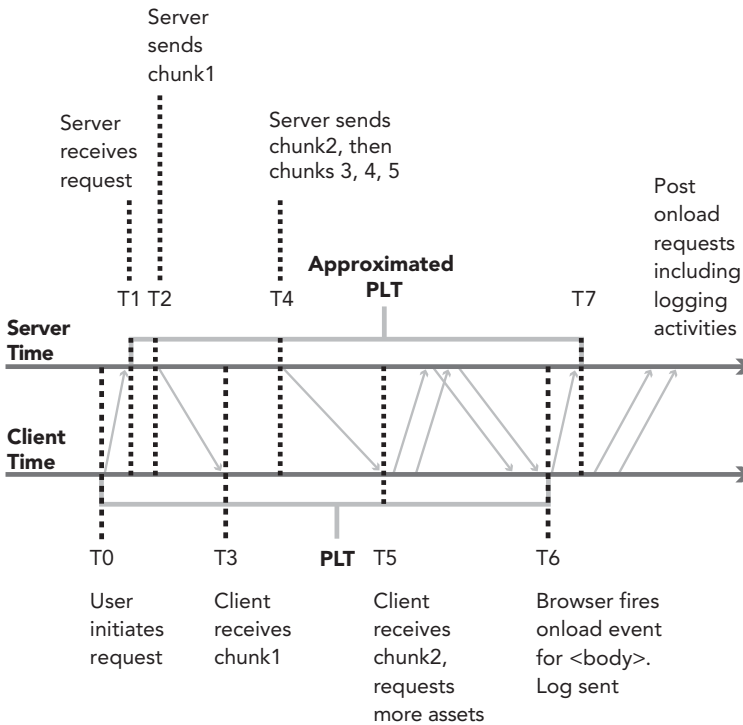 Server
sends
chunk1
Server
receives
request
Server sends
chunk2, then
chunks 3, 4, 5
Post
onload
requests
including
logging
activities
Approximated
PLT
T1 T2
T4
T7
Server
Time
Client
Time
T0
T3
PLT
T5
T6
User
initiates
request
Client
receives
chunk1
Client
receives
chunk2,
requests
more assets
Browser fires
onload event
for <body>.
Log sent